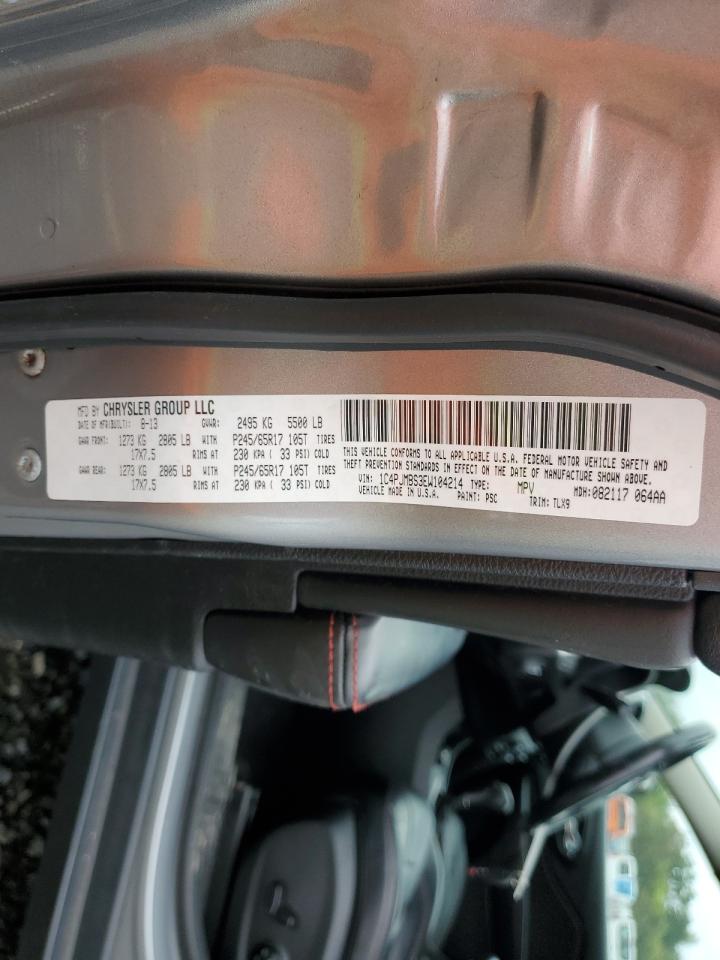 MFD BY CHRYSLER GROUP LLC
DATE OF MFR(BUILT): 8-13 GVWR: 2495 KG 5500 LB
GAWR FRONT: 1273 KG 2805 LB WITH P245/65R17 105T TIRES
17X7.5 RIMS AT 230 KPA ( 33 PSI) COLD
GAWR REAR: 1273 KG 2805 LB WITH P245/65R17 105T TIRES
17X7.5 RIMS AT 230 KPA ( 33 PSI) COLD
THIS VEHICLE CONFORMS TO ALL APPLICABLE U.S.A. FEDERAL MOTOR VEHICLE SAFETY AND
THEFT PREVENTION STANDARDS IN EFFECT ON THE DATE OF MANUFACTURE SHOWN ABOVE.
VIN: 1C4PJMBS3EW104214 TYPE: MPV MDH:082117 064AA
VEHICLE MADE IN U.S.A. PAINT: PSC TRIM: TLX9